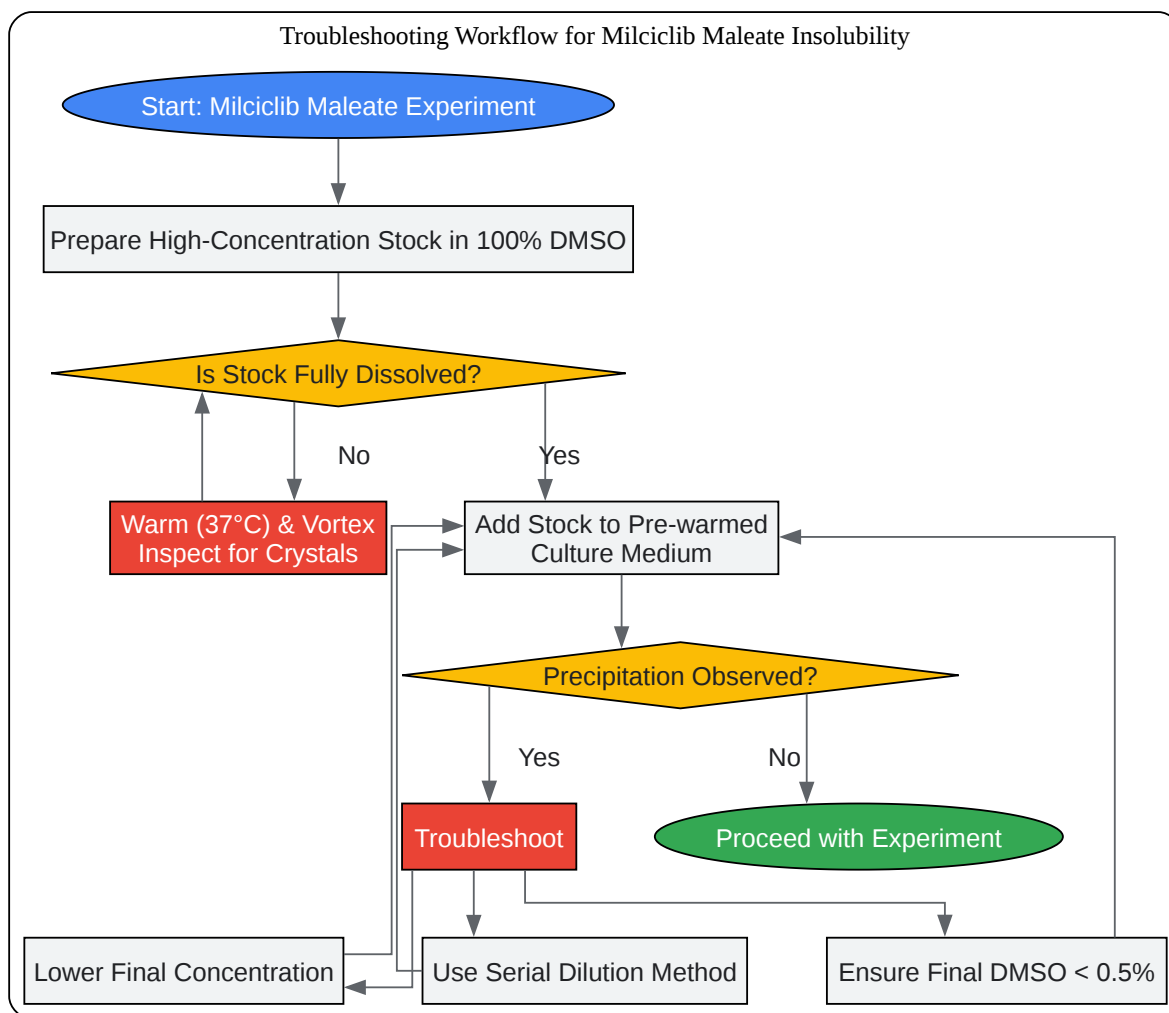 Troubleshooting Workflow for Milciclib Maleate Insolubility
Start: Milciclib Maleate Experiment
Prepare High-Concentration Stock in 100% DMSO
Is Stock Fully Dissolved?
No
Yes
Warm (37°C) & Vortex
Inspect for Crystals
Add Stock to Pre-warmed
Culture Medium
Precipitation Observed?
Yes
No
Troubleshoot
Proceed with Experiment
Lower Final Concentration
Use Serial Dilution Method
Ensure Final DMSO < 0.5%